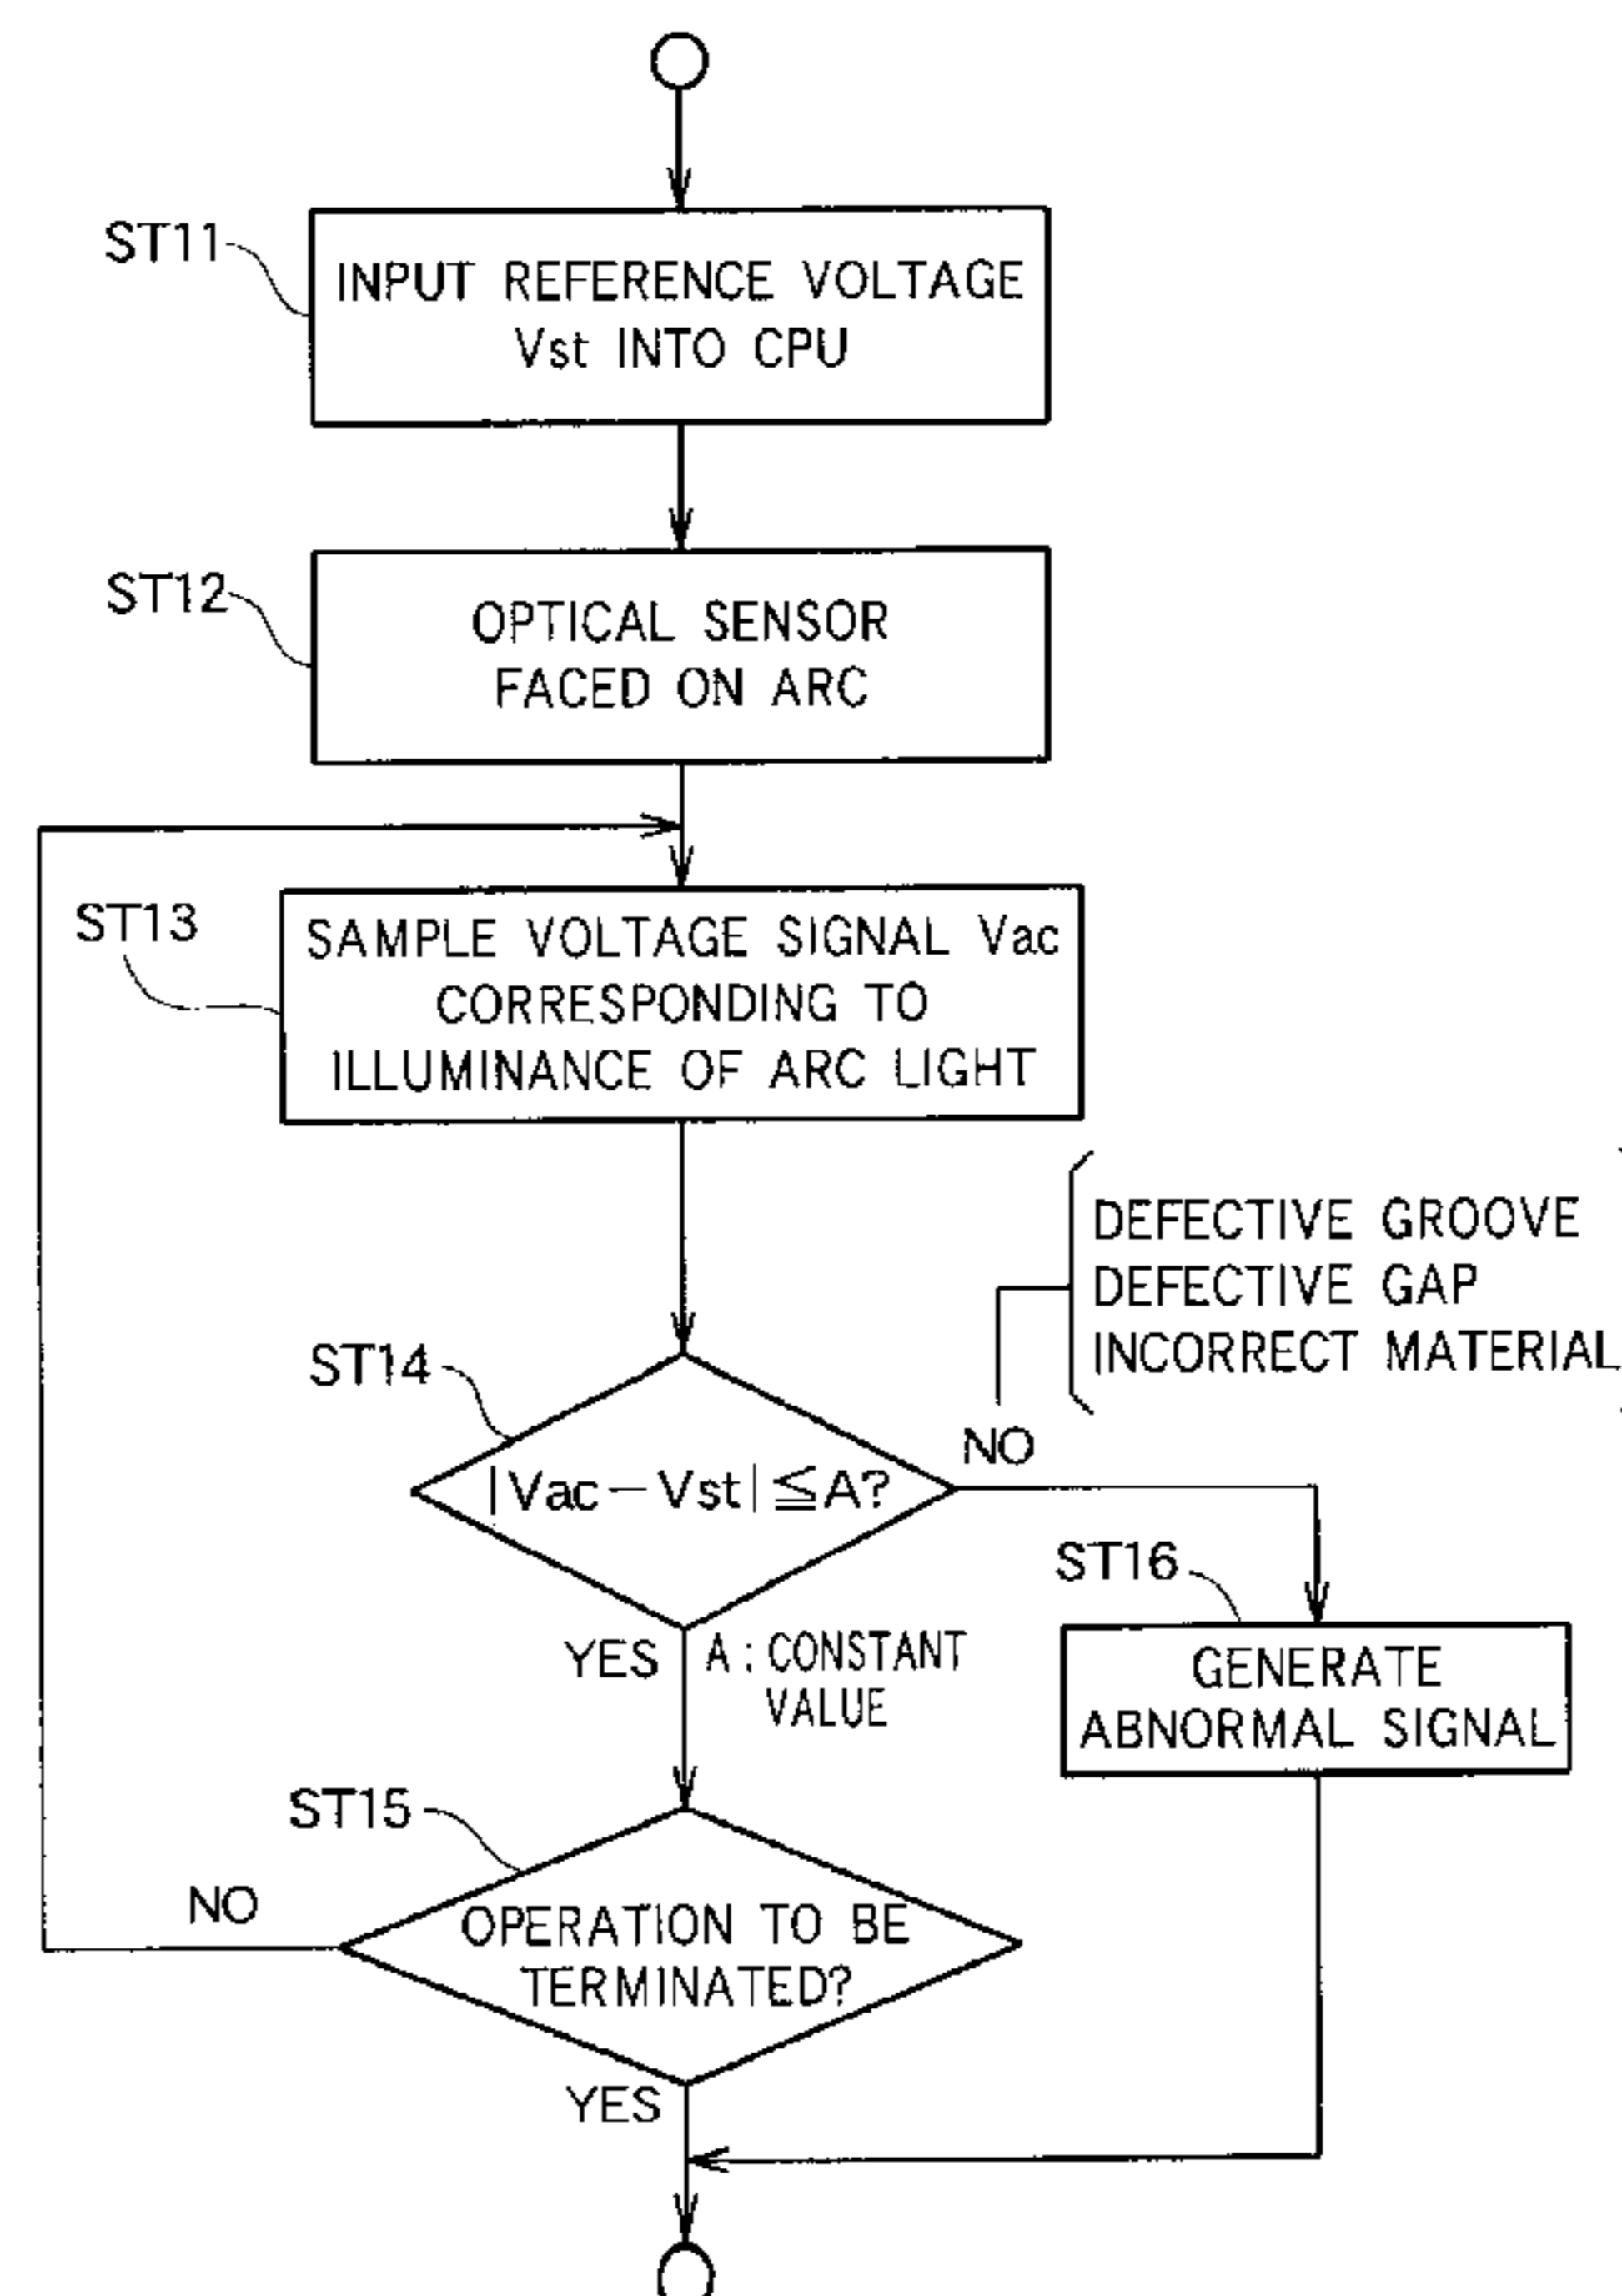 ST11
INPUT REFERENCE VOLTAGE
Vst INTO CPU
ST12
OPTICAL SENSOR
FACED ON ARC
ST13
SAMPLE VOLTAGE SIGNAL Vac
CORRESPONDING TO
ILLUMINANCE OF ARC LIGHT
DEFECTIVE GROOVE
DEFECTIVE GAP
INCORRECT MATERIAL
ST14
|Vac－Vst|≦A?
NO
YES
A : CONSTANT
VALUE
ST16
GENERATE
ABNORMAL SIGNAL
ST15
OPERATION TO BE
TERMINATED?
NO
YES